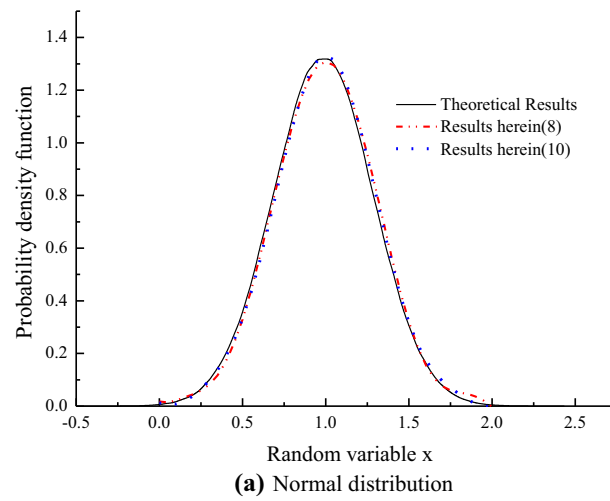 Probability density function
1.4
1.2
1.0
0.8
0.6
0.4
0.2
0.0
Theoretical Results
Results herein(8)
Results herein(10)
-0.5 0.0 0.5 1.0 1.5 2.0 2.5
Random variable x
(a) Normal distribution